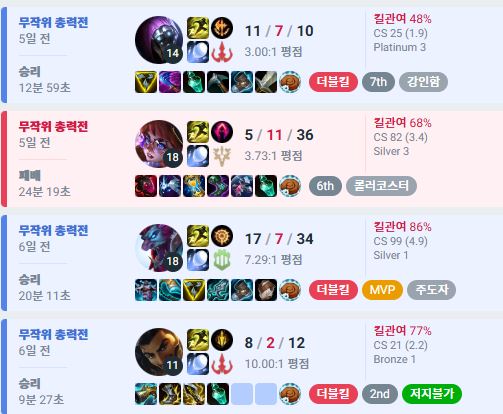 무작위 총력전
5일 전
승리
12분 59초
14
11 / 7 / 10
3.00:1 평점
더블킬 7th 강인함
킬관여 48%
CS 25 (1.9)
Platinum 3
무작위 총력전
5일 전
패배
24분 19초
18
5 / 11 / 36
3.73:1 평점
6th 롤러코스터
킬관여 68%
CS 82 (3.4)
Silver 3
무작위 총력전
6일 전
승리
20분 11초
18
17 / 7 / 34
7.29:1 평점
더블킬 MVP 주도자
킬관여 86%
CS 99 (4.9)
Silver 1
무작위 총력전
6일 전
승리
9분 27초
11
8 / 2 / 12
10.00:1 평점
더블킬 2nd 저지불가
킬관여 77%
CS 21 (2.2)
Bronze 1